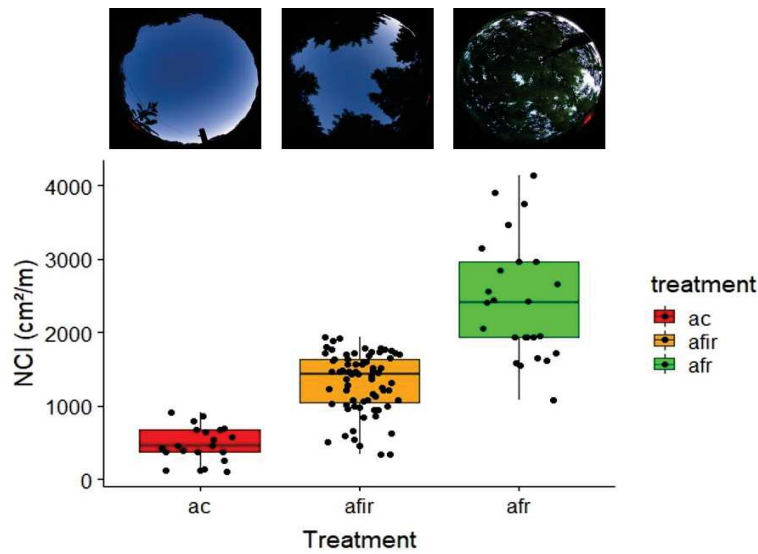 4000
3000
2000
1000
0
NCI (cm²/m)
ac
afir
afr
Treatment
treatment
ac
afir
afr